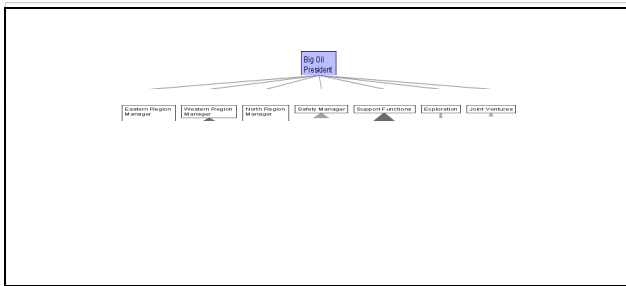 Big Oil
President
Eastern Region
Manager
Western Region
Manager
North Region
Manager
Safety Manager
Support Functions
Exploration
Joint Ventures